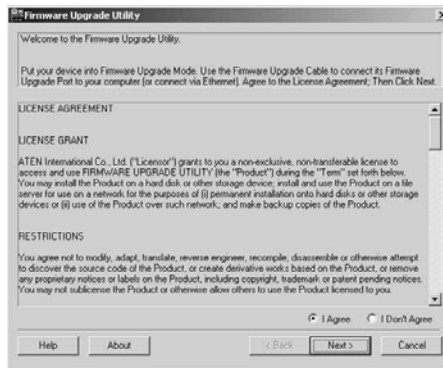 Firmware Upgrade Utility
Welcome to the Firmware Upgrade Utility.
Put your device into Firmware Upgrade Mode. Use the Firmware Upgrade Cable to connect its Firmware
Upgrade Port to your computer [or connect via Ethernet]. Agree to the License Agreement; Then Click Next.
LICENSE AGREEMENT
LICENSE GRANT
ATEN International Co., Ltd. ("Licensor") grants to you a non-exclusive, non-transferable license to
access and use FIRMWARE UPGRADE UTILITY (the "Product") during the "Term" set forth below.
You may install the Product on a hard disk or other storage device; install and use the Product on a file
server for use on a network for the purposes of (i) permanent installation onto hard disks or other storage
devices or (ii) use of the Product over such network; and make backup copies of the Product.
RESTRICTIONS
You agree not to modify, adapt, translate, reverse engineer, recompile, disassemble or otherwise attempt
to discover the source code of the Product, or create derivative works based on the Product, or remove
any proprietary notices or labels on the Product, including copyright, trademark or patent pending notices.
You may not sublicense the Product or otherwise allow others to use the Product licensed to you.
I Agree I Don't Agree
Help About < Back Next > Cancel